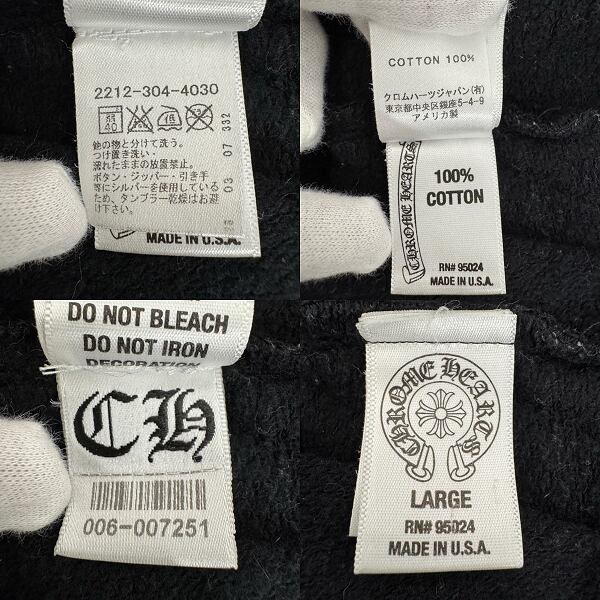 2212-304-4030
55
40
他の物と分けて洗う。
つけ置き洗い・
濡れたままの放置禁止。
ボタン・ジッパー・引き手
等にシルバーを使用している
ため、タンブラー乾燥はお避
け下さい。
03 07 332
MADE IN U.S.A.
COTTON 100%
クロムハーツジャパン(有)
東京都中央区銀座5-4-9
アメリカ製
CHROME HEARTS
100%
COTTON
RN# 95024
MADE IN U.S.A.
DO NOT BLEACH
DO NOT IRON
DECORATION
CH
006-007251
CHROME HEARTS
LARGE
RN# 95024
MADE IN U.S.A.